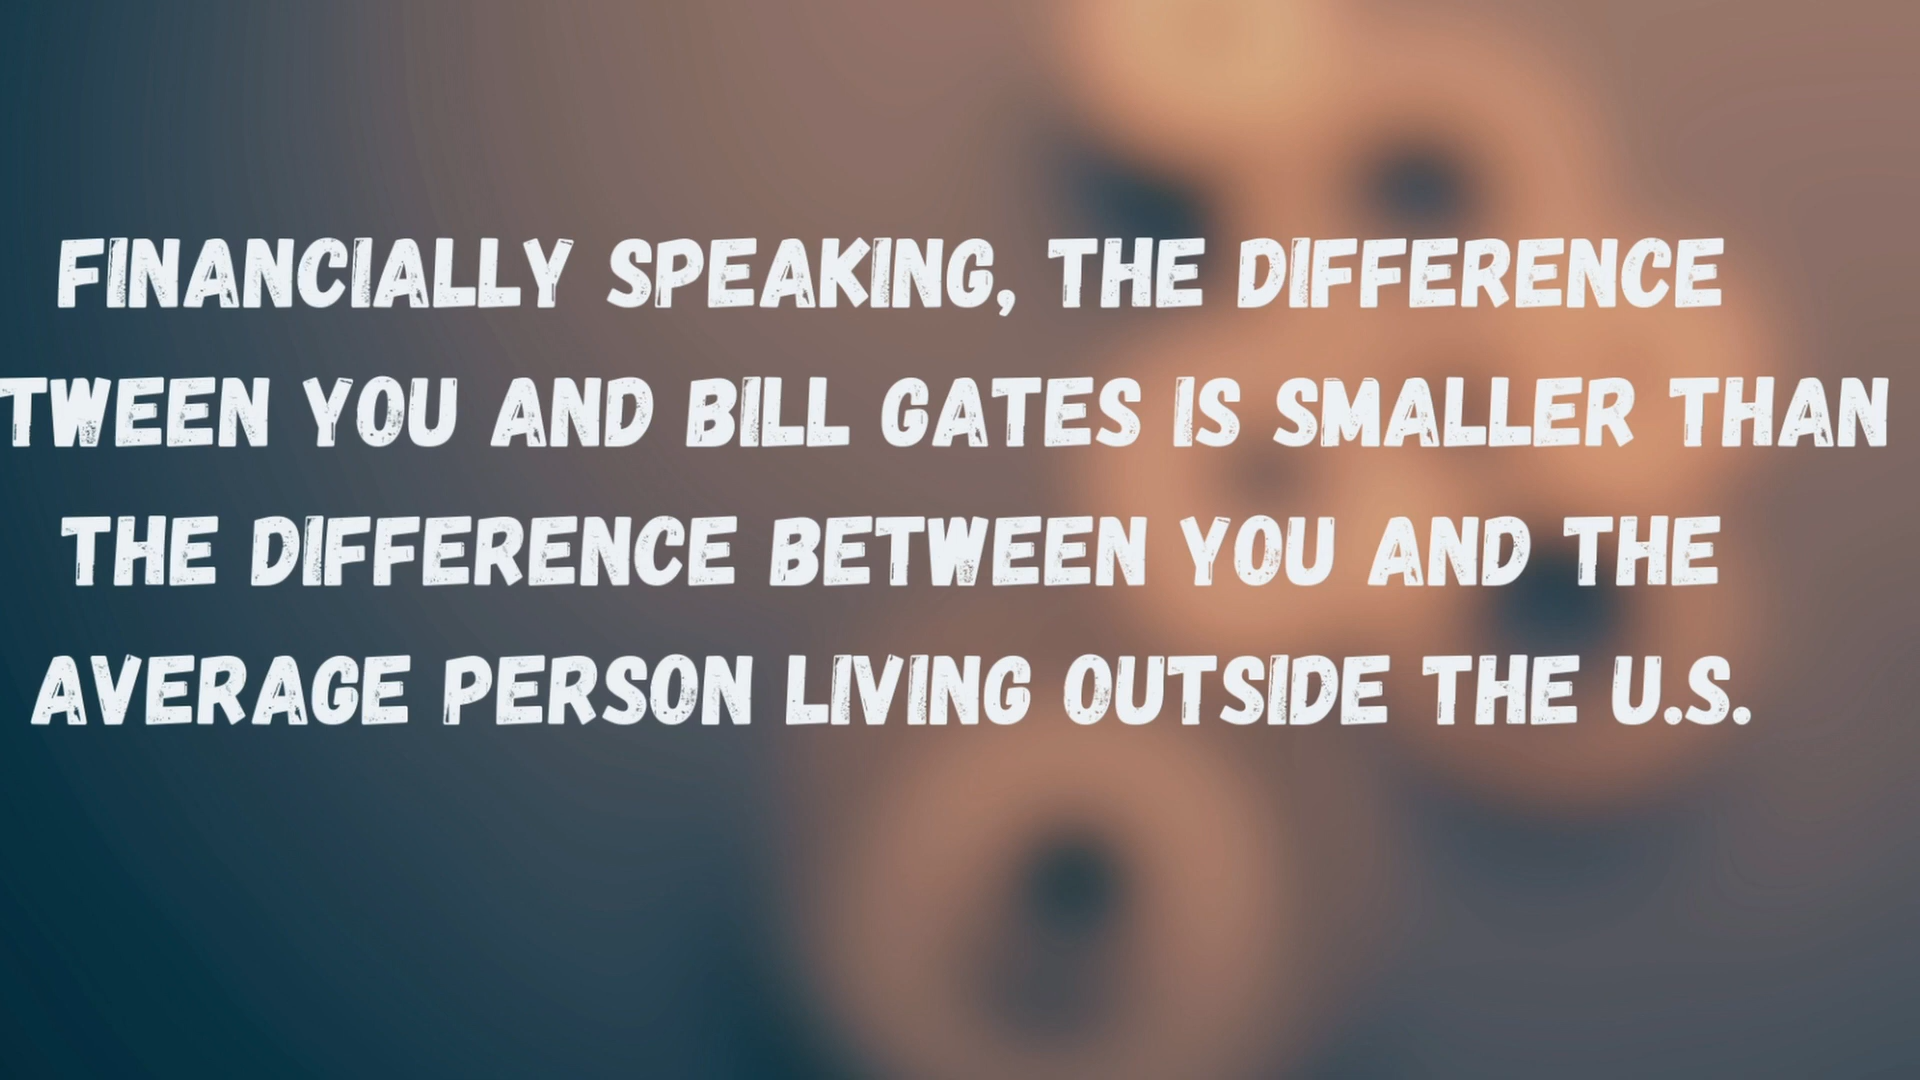 FINANCIALLY SPEAKING, THE DIFFERENCE
TWEEN YOU AND BILL GATES IS SMALLER THAN
THE DIFFERENCE BETWEEN YOU AND THE
AVERAGE PERSON LIVING OUTSIDE THE U.S.